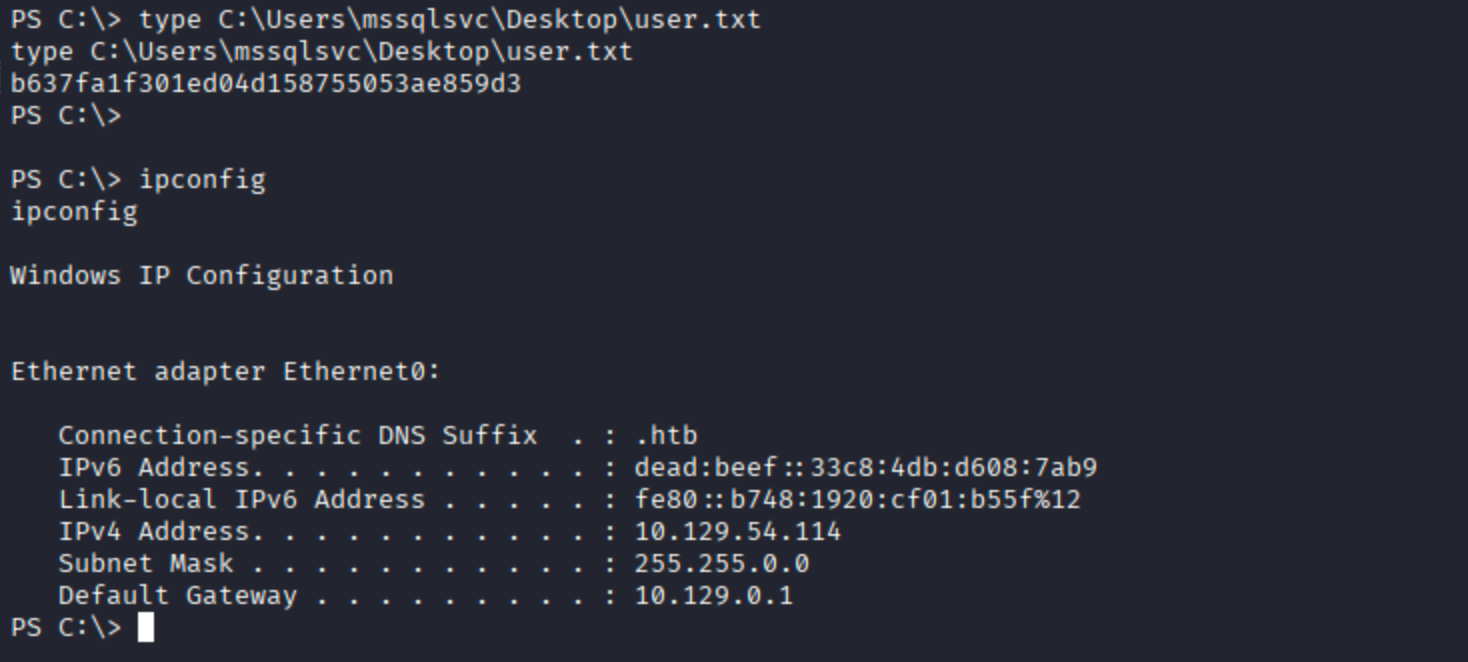 PS C:\> type C:\Users\mssqlsvc\Desktop\user.txt
type C:\Users\mssqlsvc\Desktop\user.txt
b637fa1f301ed04d158755053ae859d3
PS C:\>
PS C:\> ipconfig
ipconfig
Windows IP Configuration
Ethernet adapter Ethernet0:
   Connection-specific DNS Suffix  . : .htb
   IPv6 Address. . . . . . . . . . . : dead:beef::33c8:4db:d608:7ab9
   Link-local IPv6 Address . . . . . : fe80::b748:1920:cf01:b55f%12
   IPv4 Address. . . . . . . . . . . : 10.129.54.114
   Subnet Mask . . . . . . . . . . . : 255.255.0.0
   Default Gateway . . . . . . . . . : 10.129.0.1
PS C:\>